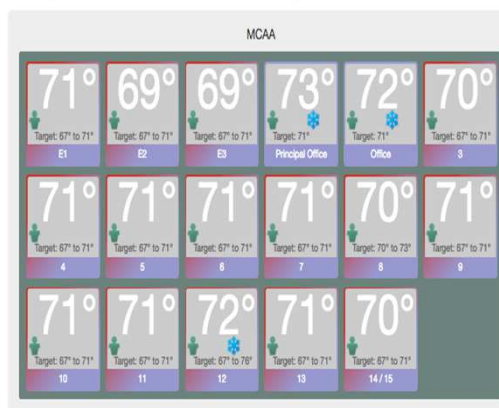 MCAA
71° 69° 69° 73° 72° 70°
Target: 67° to 71° Target: 67° to 71° Target: 67° to 71° Target: 71° Target: 71° Target: 67° to 71°
E1 E2 E3 Principal Office Office 3
71° 71° 71° 71° 70° 71°
Target: 67° to 71° Target: 67° to 71° Target: 67° to 71° Target: 67° to 71° Target: 70° to 73° Target: 67° to 71°
4 5 6 7 8 9
71° 71° 72° 71° 70°
Target: 67° to 71° Target: 67° to 71° Target: 67° to 76° Target: 67° to 71° Target: 67° to 71°
10 11 12 13 14 / 15